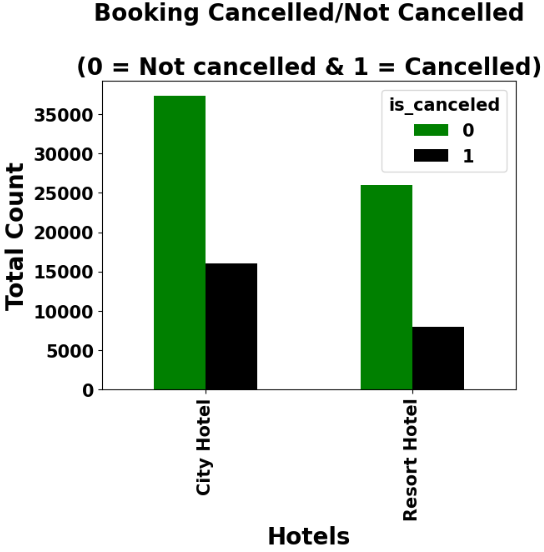 Booking Cancelled/Not Cancelled
(0 = Not cancelled & 1 = Cancelled)
is_canceled
0
1
35000
30000
25000
20000
15000
10000
5000
0
Total Count
City Hotel
Resort Hotel
Hotels